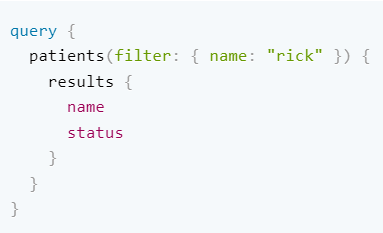 query {
  patients(filter: { name: "rick" }) {
    results {
      name
      status
    }
  }
}